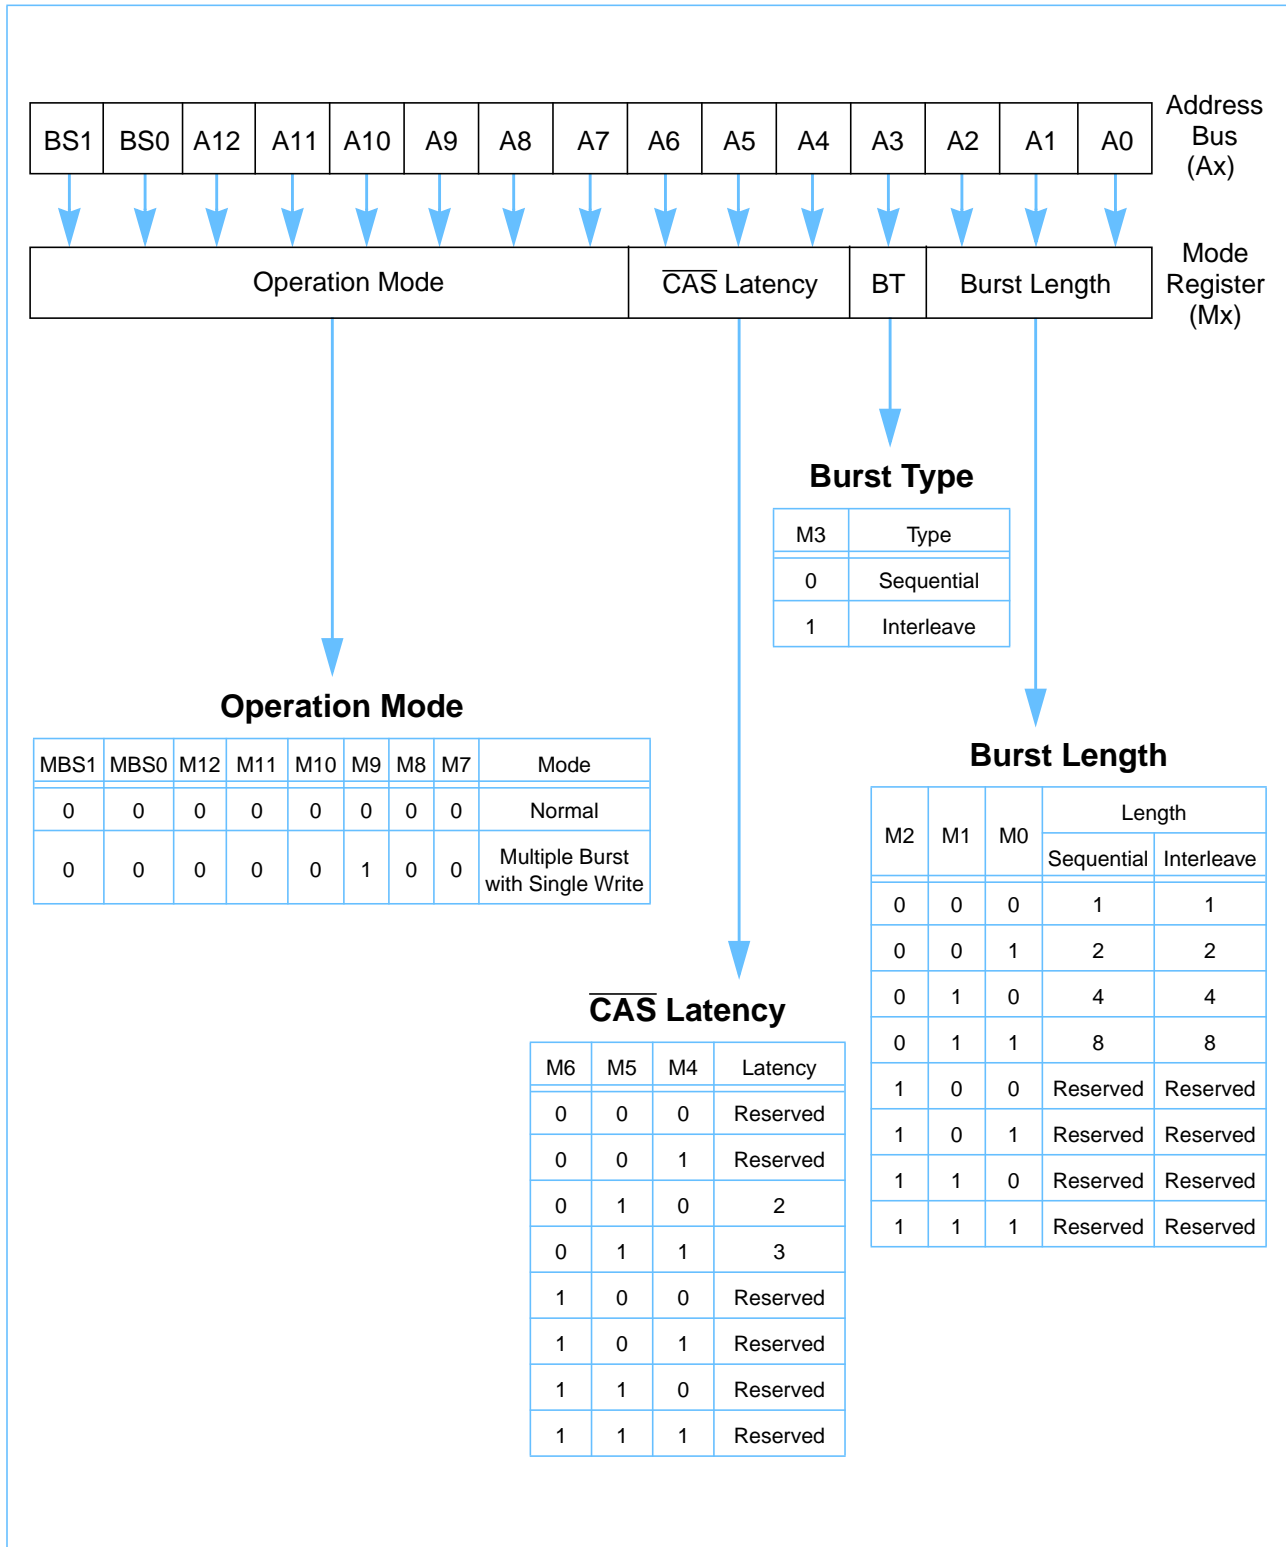 BS1 BS0 A12 A11 A10 A9 A8 A7 A6 A5 A4 A3 A2 A1 A0
Address
Bus
(Ax)
Operation Mode C̅A̅S̅ Latency BT Burst Length
Mode
Register
(Mx)
Burst Type
M3 Type
0 Sequential
1 Interleave
Operation Mode
MBS1 MBS0 M12 M11 M10 M9 M8 M7 Mode
0 0 0 0 0 0 0 0 Normal
0 0 0 0 0 1 0 0 Multiple Burst
with Single Write
Burst Length
M2 M1 M0 Length
Sequential Interleave
0 0 0 1 1
0 0 1 2 2
0 1 0 4 4
0 1 1 8 8
1 0 0 Reserved Reserved
1 0 1 Reserved Reserved
1 1 0 Reserved Reserved
1 1 1 Reserved Reserved
C̅A̅S̅ Latency
M6 M5 M4 Latency
0 0 0 Reserved
0 0 1 Reserved
0 1 0 2
0 1 1 3
1 0 0 Reserved
1 0 1 Reserved
1 1 0 Reserved
1 1 1 Reserved